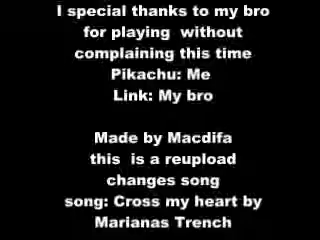 I special thanks to my bro
for playing without
complaining this time
Pikachu: Me
Link: My bro
Made by Macdifa
this is a reupload
changes song
song: Cross my heart by
Marianas Trench